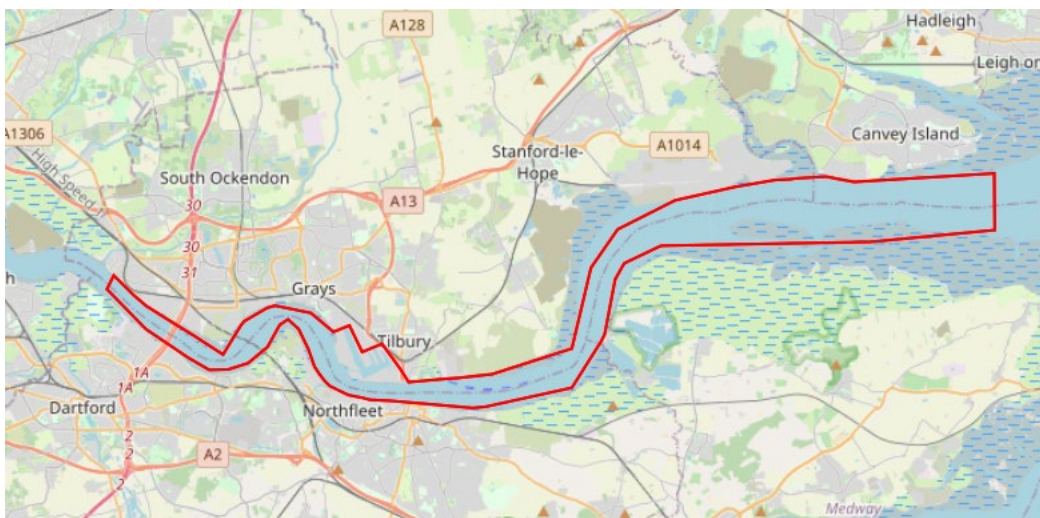 A128
Hadleigh
Leigh on
A1306
A1014
Canvey Island
High Speed 1
Stanford-le-
Hope
South Ockendon
A13
30
30
31
h
Grays
Tilbury
1A
1A
Dartford
Northfleet
2
2
2
A2
Medway